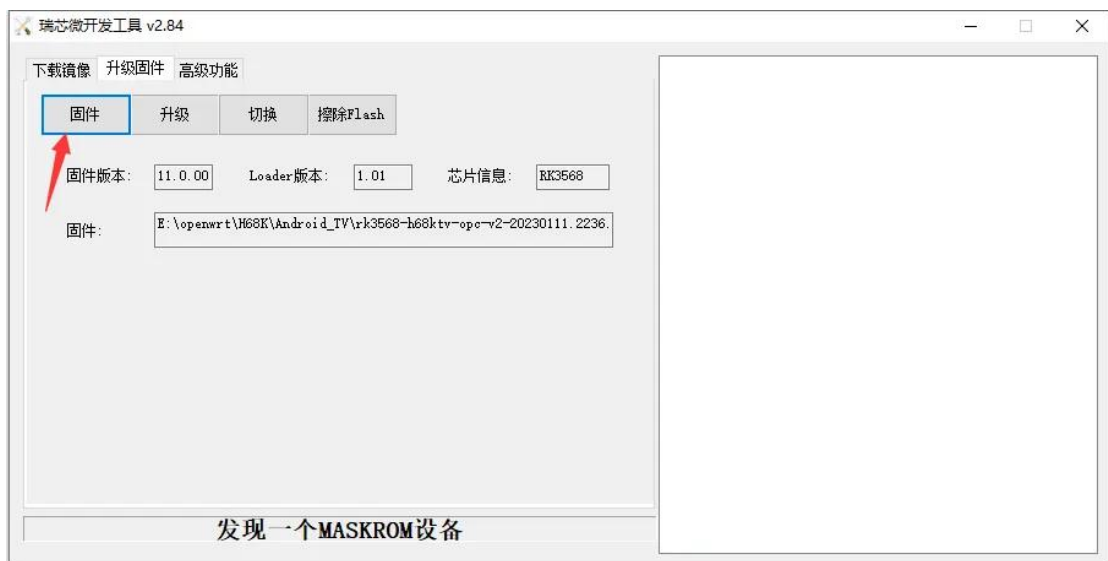 瑞芯微开发工具 v2.84
下载镜像 升级固件 高级功能
固件 升级 切换 擦除Flash
固件版本: 11.0.00 Loader版本: 1.01 芯片信息: RK3568
固件: E:\openwrt\H68K\Android_TV\rk3568-h68ktv-opc-v2-20230111.2236.
发现一个MASKROM设备